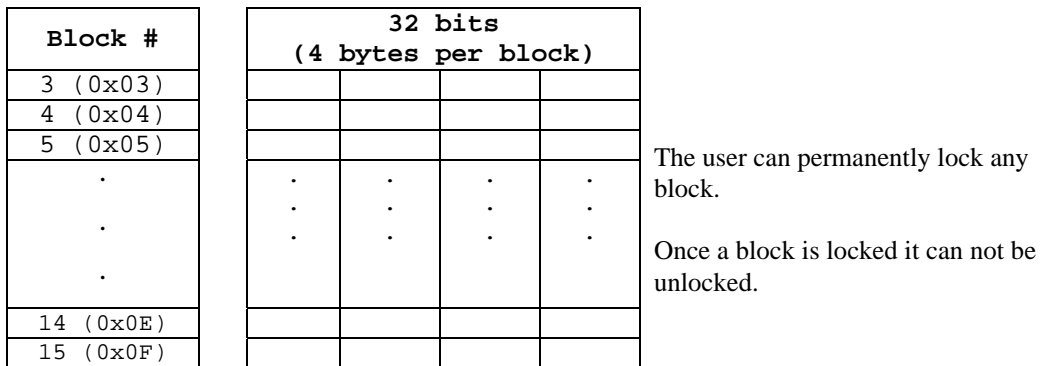 Block #
32 bits
(4 bytes per block)
3 (0x03)
4 (0x04)
5 (0x05)
.
. . . .
.
. . . .
. . . .
.
14 (0x0E)
15 (0x0F)
The user can permanently lock any
block.
Once a block is locked it can not be
unlocked.